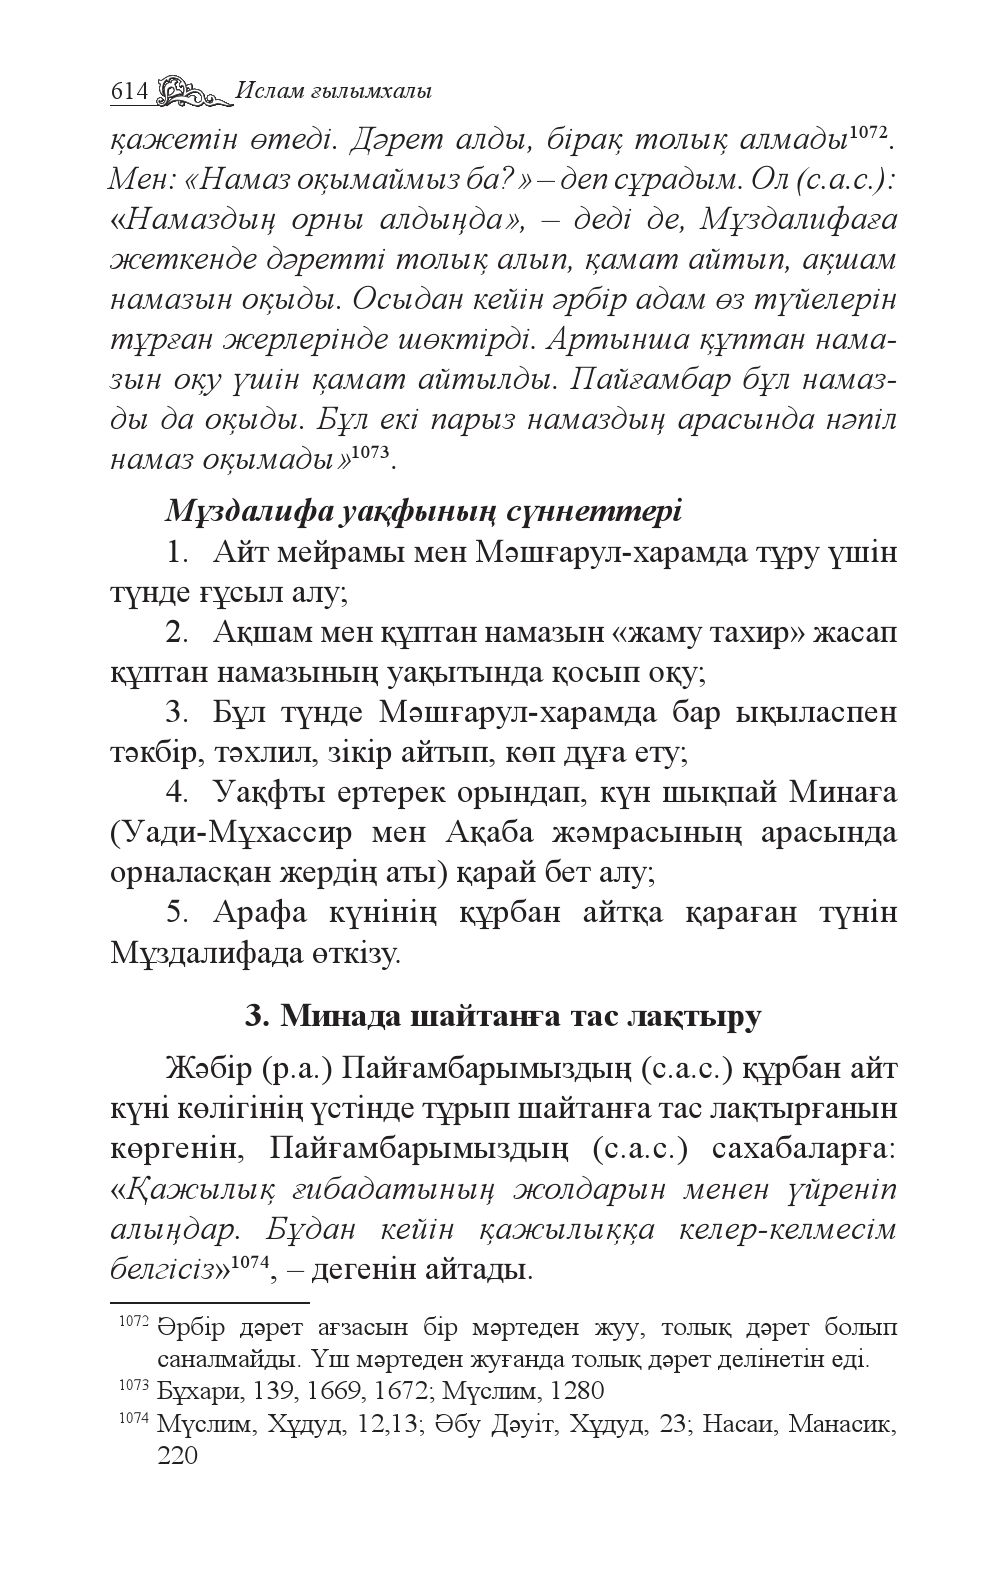 614 Ислам ғылымхалы
қажетін өтеді. Дәрет алды, бірақ толық алмады1072.
Мен: «Намаз оқымаймыз ба?» – деп сұрадым. Ол (с.а.с.):
«Намаздың орны алдыңда», – деді де, Мұздалифаға
жеткенде дәретті толық алып, қамат айтып, ақшам
намазын оқыды. Осыдан кейін әрбір адам өз түйелерін
тұрған жерлерінде шөктірді. Артынша құптан нама-
зын оқу үшін қамат айтылды. Пайғамбар бұл намаз-
ды да оқыды. Бұл екі парыз намаздың арасында нәпіл
намаз оқымады»1073.
Мұздалифа уақфының сүннеттері
1. Айт мейрамы мен Мәшғарул-харамда тұру үшін
түнде ғұсыл алу;
2. Ақшам мен құптан намазын «жаму тахир» жасап
құптан намазының уақытында қосып оқу;
3. Бұл түнде Мәшғарул-харамда бар ықыласпен
тәкбір, тәхлил, зікір айтып, көп дұға ету;
4. Уақфты ертерек орындап, күн шықпай Минаға
(Уади-Мұхассир мен Ақаба жәмрасының арасында
орналасқан жердің аты) қарай бет алу;
5. Арафа күнінің құрбан айтқа қараған түнін
Мұздалифада өткізу.
3. Минада шайтанға тас лақтыру
Жәбір (р.а.) Пайғамбарымыздың (с.а.с.) құрбан айт
күні көлігінің үстінде тұрып шайтанға тас лақтырғанын
көргенін, Пайғамбарымыздың (с.а.с.) сахабаларға:
«Қажылық ғибадатының жолдарын менен үйреніп
алыңдар. Бұдан кейін қажылыққа келер-келмесім
белгісіз»1074, – дегенін айтады.
1072 Әрбір дәрет ағзасын бір мәртеден жуу, толық дәрет болып
саналмайды. Үш мәртеден жуғанда толық дәрет делінетін еді.
1073 Бұхари, 139, 1669, 1672; Мүслим, 1280
1074 Мүслим, Хұдуд, 12,13; Әбу Дәуіт, Хұдуд, 23; Насаи, Манасик,
220